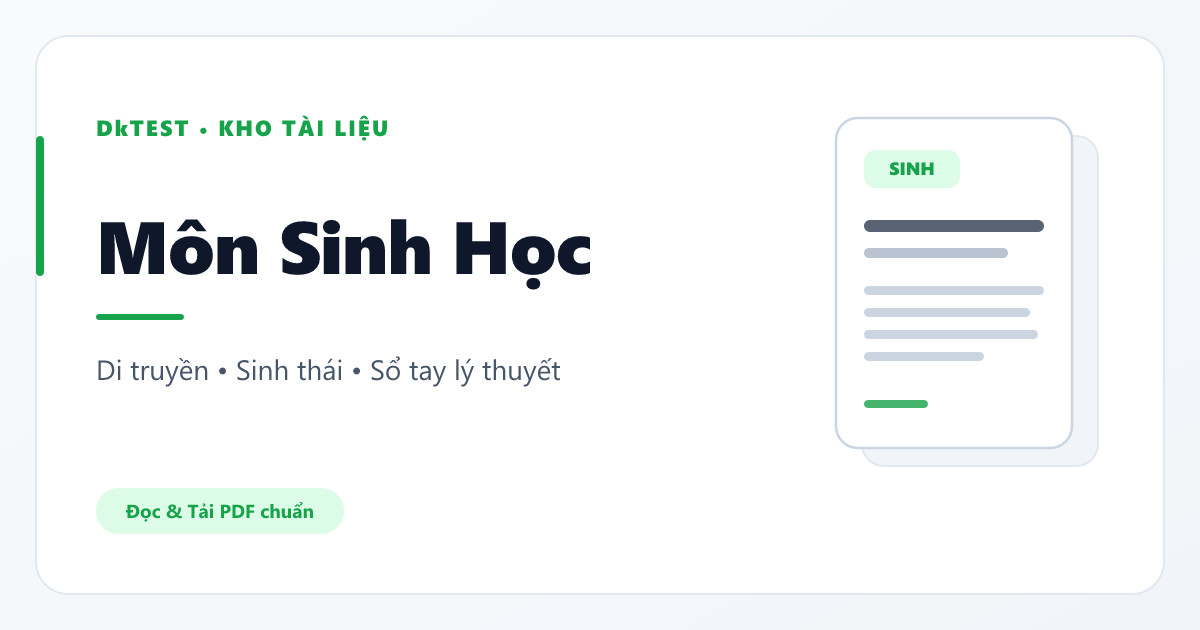 DkTEST • KHO TÀI LIỆU
Môn Sinh Học
Di truyền • Sinh thái • Sổ tay lý thuyết
Đọc & Tải PDF chuẩn
SINH